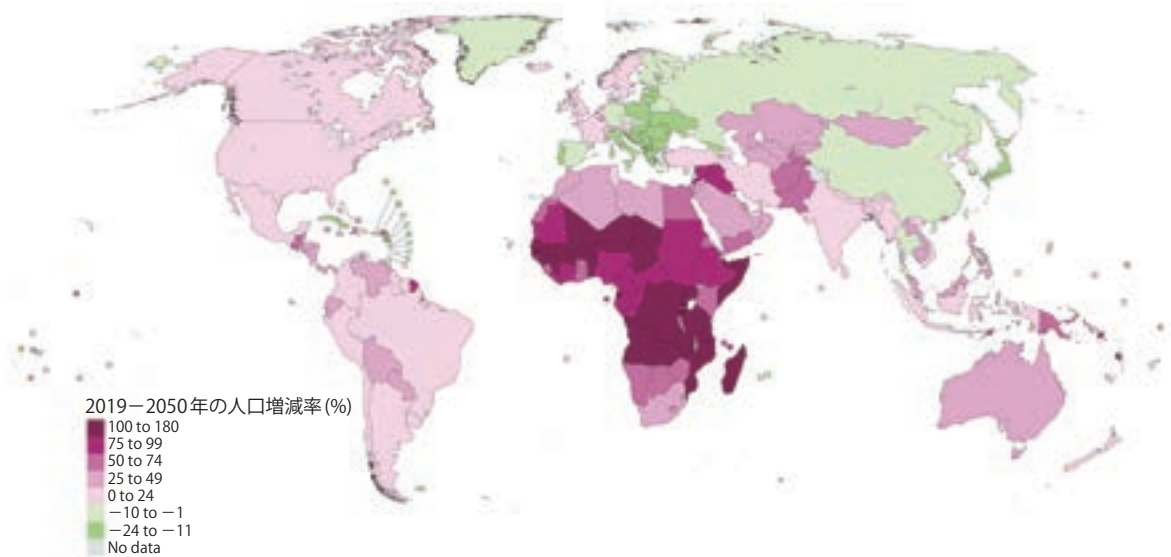 2019－2050年の人口増減率(%)
100 to 180
75 to 99
50 to 74
25 to 49
0 to 24
－10 to －1
－24 to －11
No data